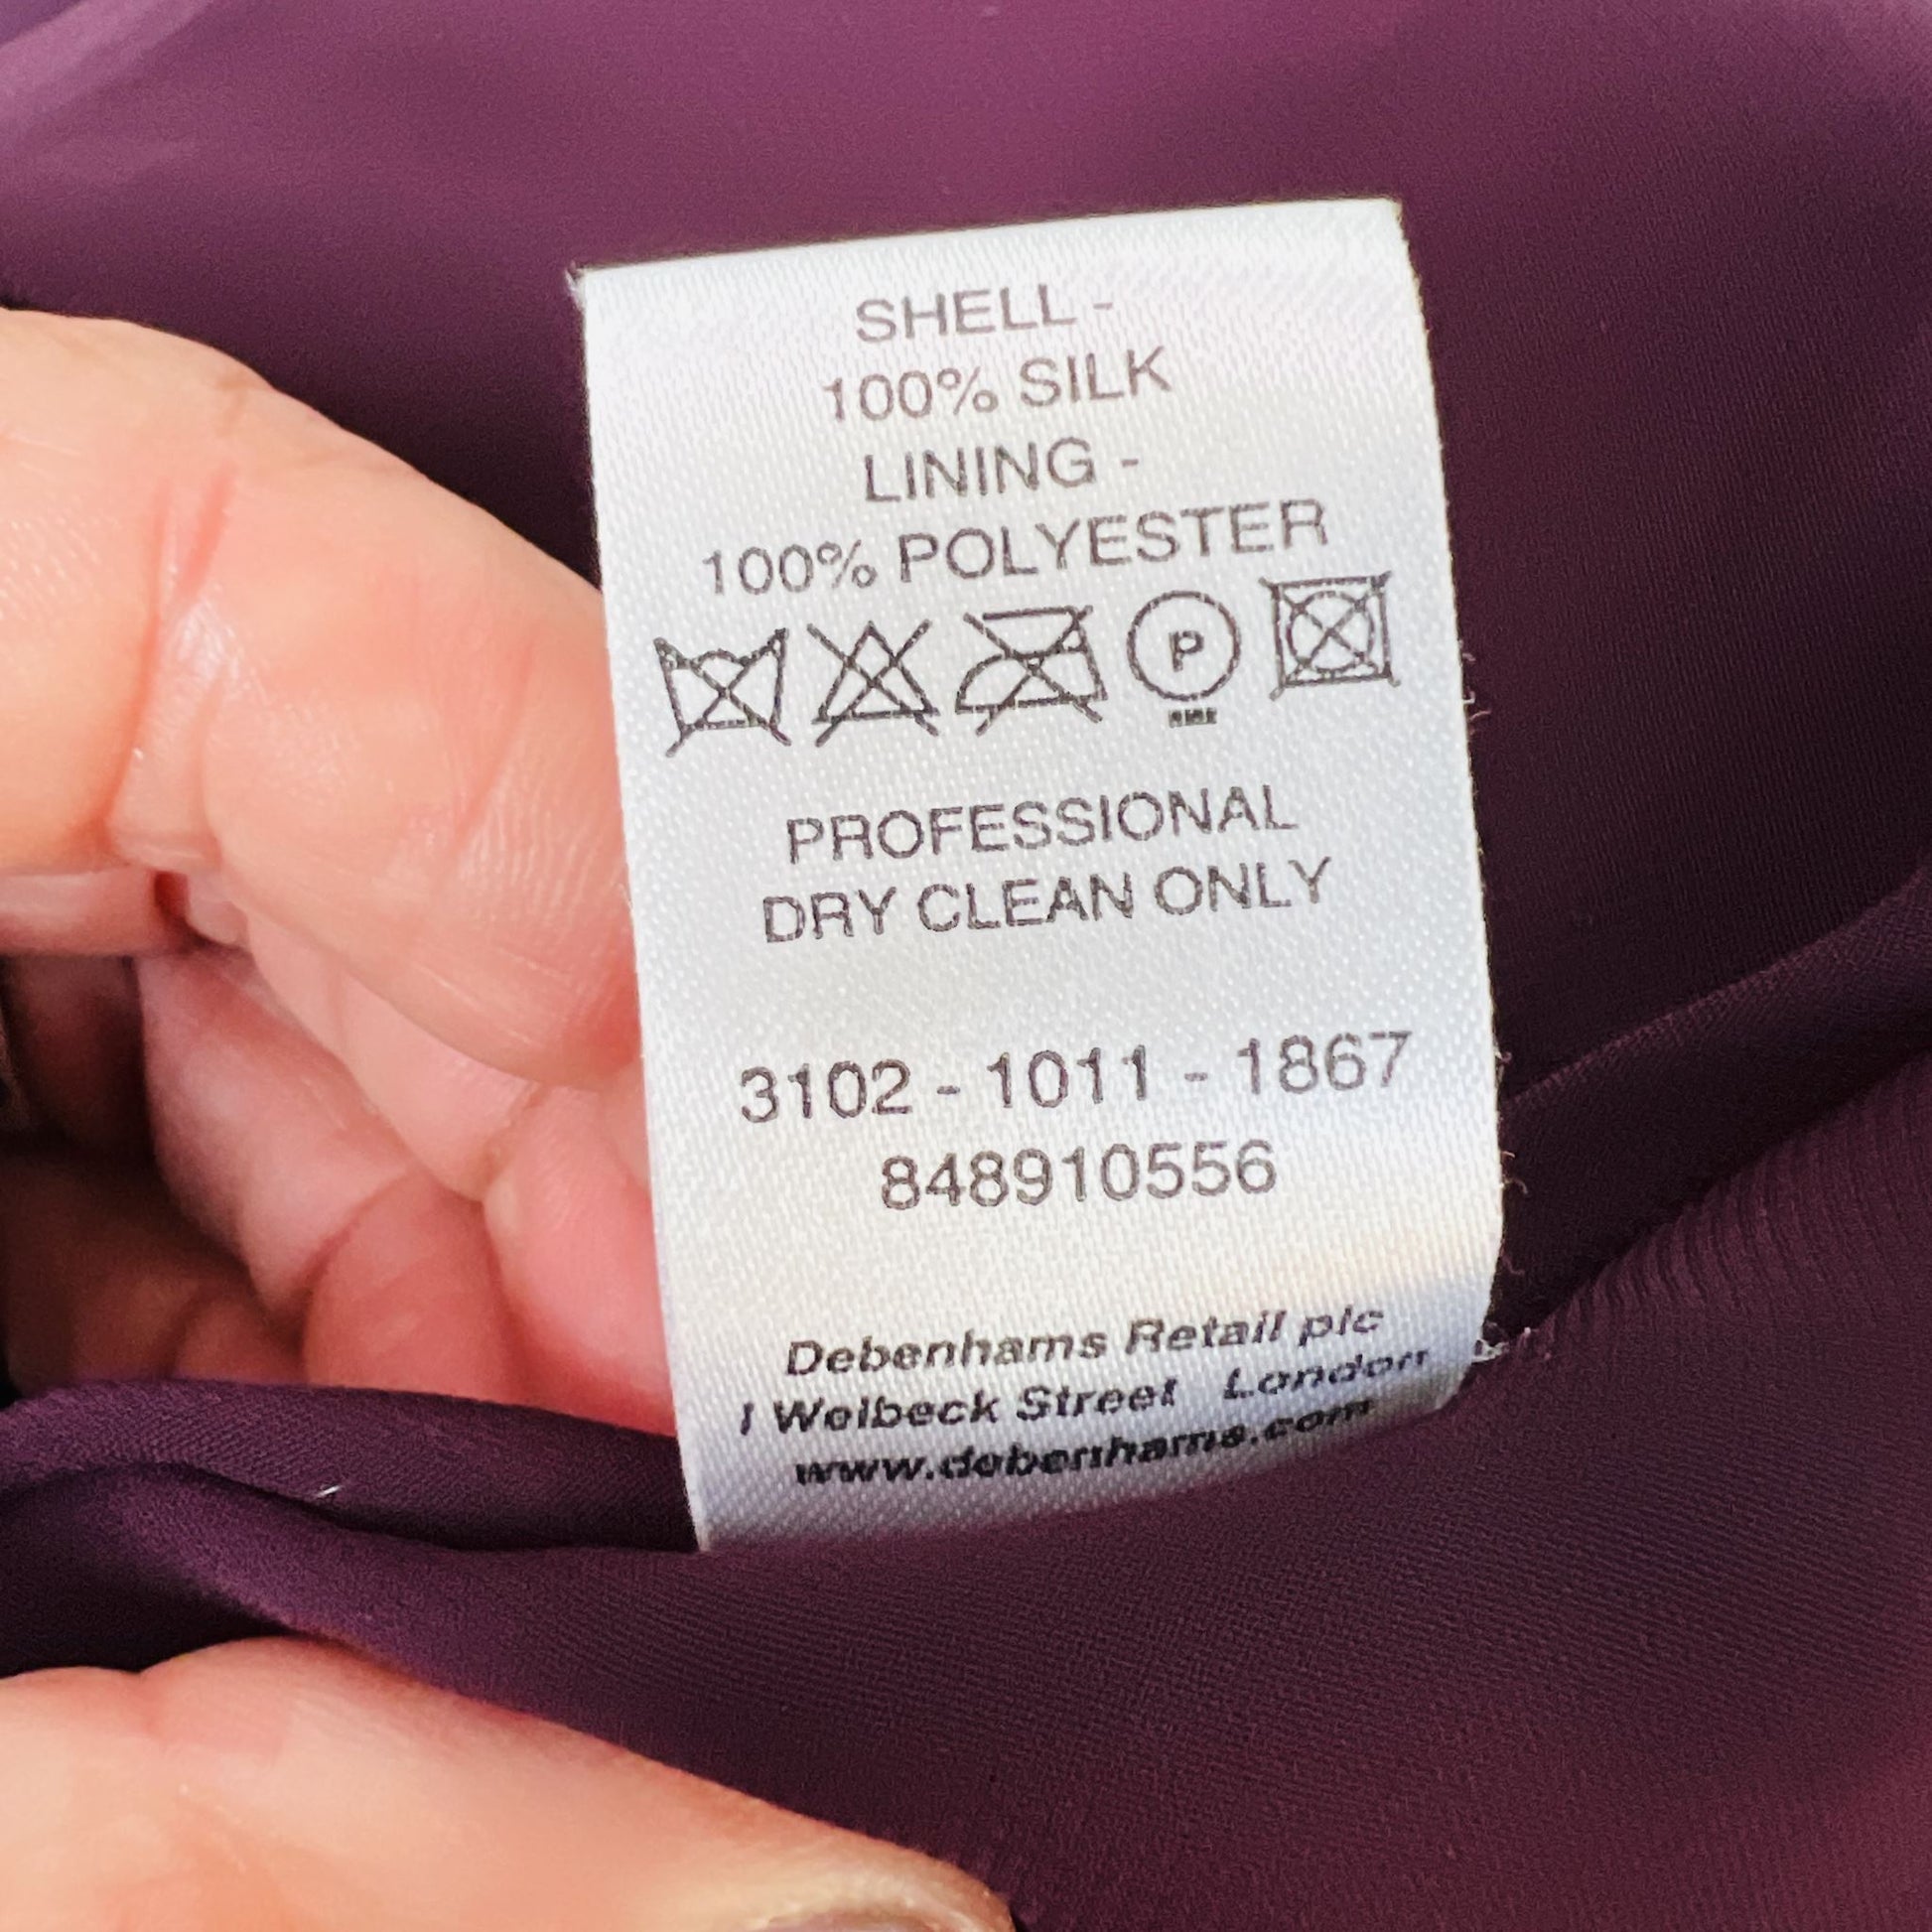 SHELL -
100% SILK
LINING -
100% POLYESTER
P
PROFESSIONAL
DRY CLEAN ONLY
3102 - 1011 - 1867
848910556
Debenhams Retail plc
1 Welbeck Street London
www.debenhams.com